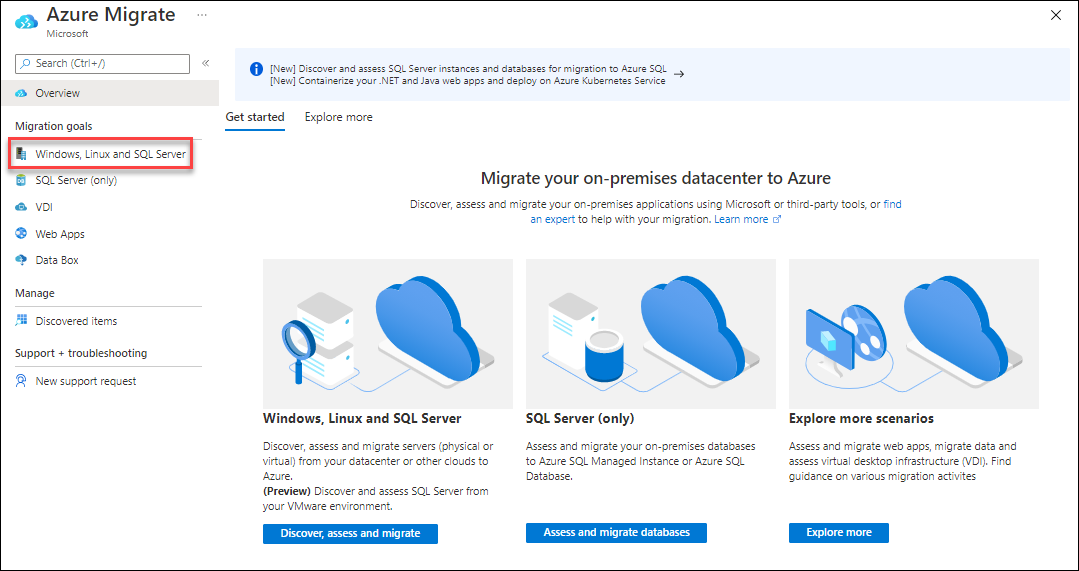 Azure Migrate ...
Microsoft
Search (Ctrl+/)
«
Overview
Migration goals
Windows, Linux and SQL Server
SQL Server (only)
VDI
Web Apps
Data Box
Manage
Discovered items
Support + troubleshooting
New support request
[New] Discover and assess SQL Server instances and databases for migration to Azure SQL
[New] Containerize your .NET and Java web apps and deploy on Azure Kubernetes Service
→
Get started Explore more
Migrate your on-premises datacenter to Azure
Discover, assess and migrate your on-premises applications using Microsoft or third-party tools, or find
an expert to help with your migration. Learn more
Windows, Linux and SQL Server
Discover, assess and migrate servers (physical or
virtual) from your datacenter or other clouds to
Azure.
(Preview) Discover and assess SQL Server from
your VMware environment.
Discover, assess and migrate
SQL Server (only)
Assess and migrate your on-premises databases
to Azure SQL Managed Instance or Azure SQL
Database.
Assess and migrate databases
Explore more scenarios
Assess and migrate web apps, migrate data and
assess virtual desktop infrastructure (VDI). Find
guidance on various migration activites
Explore more